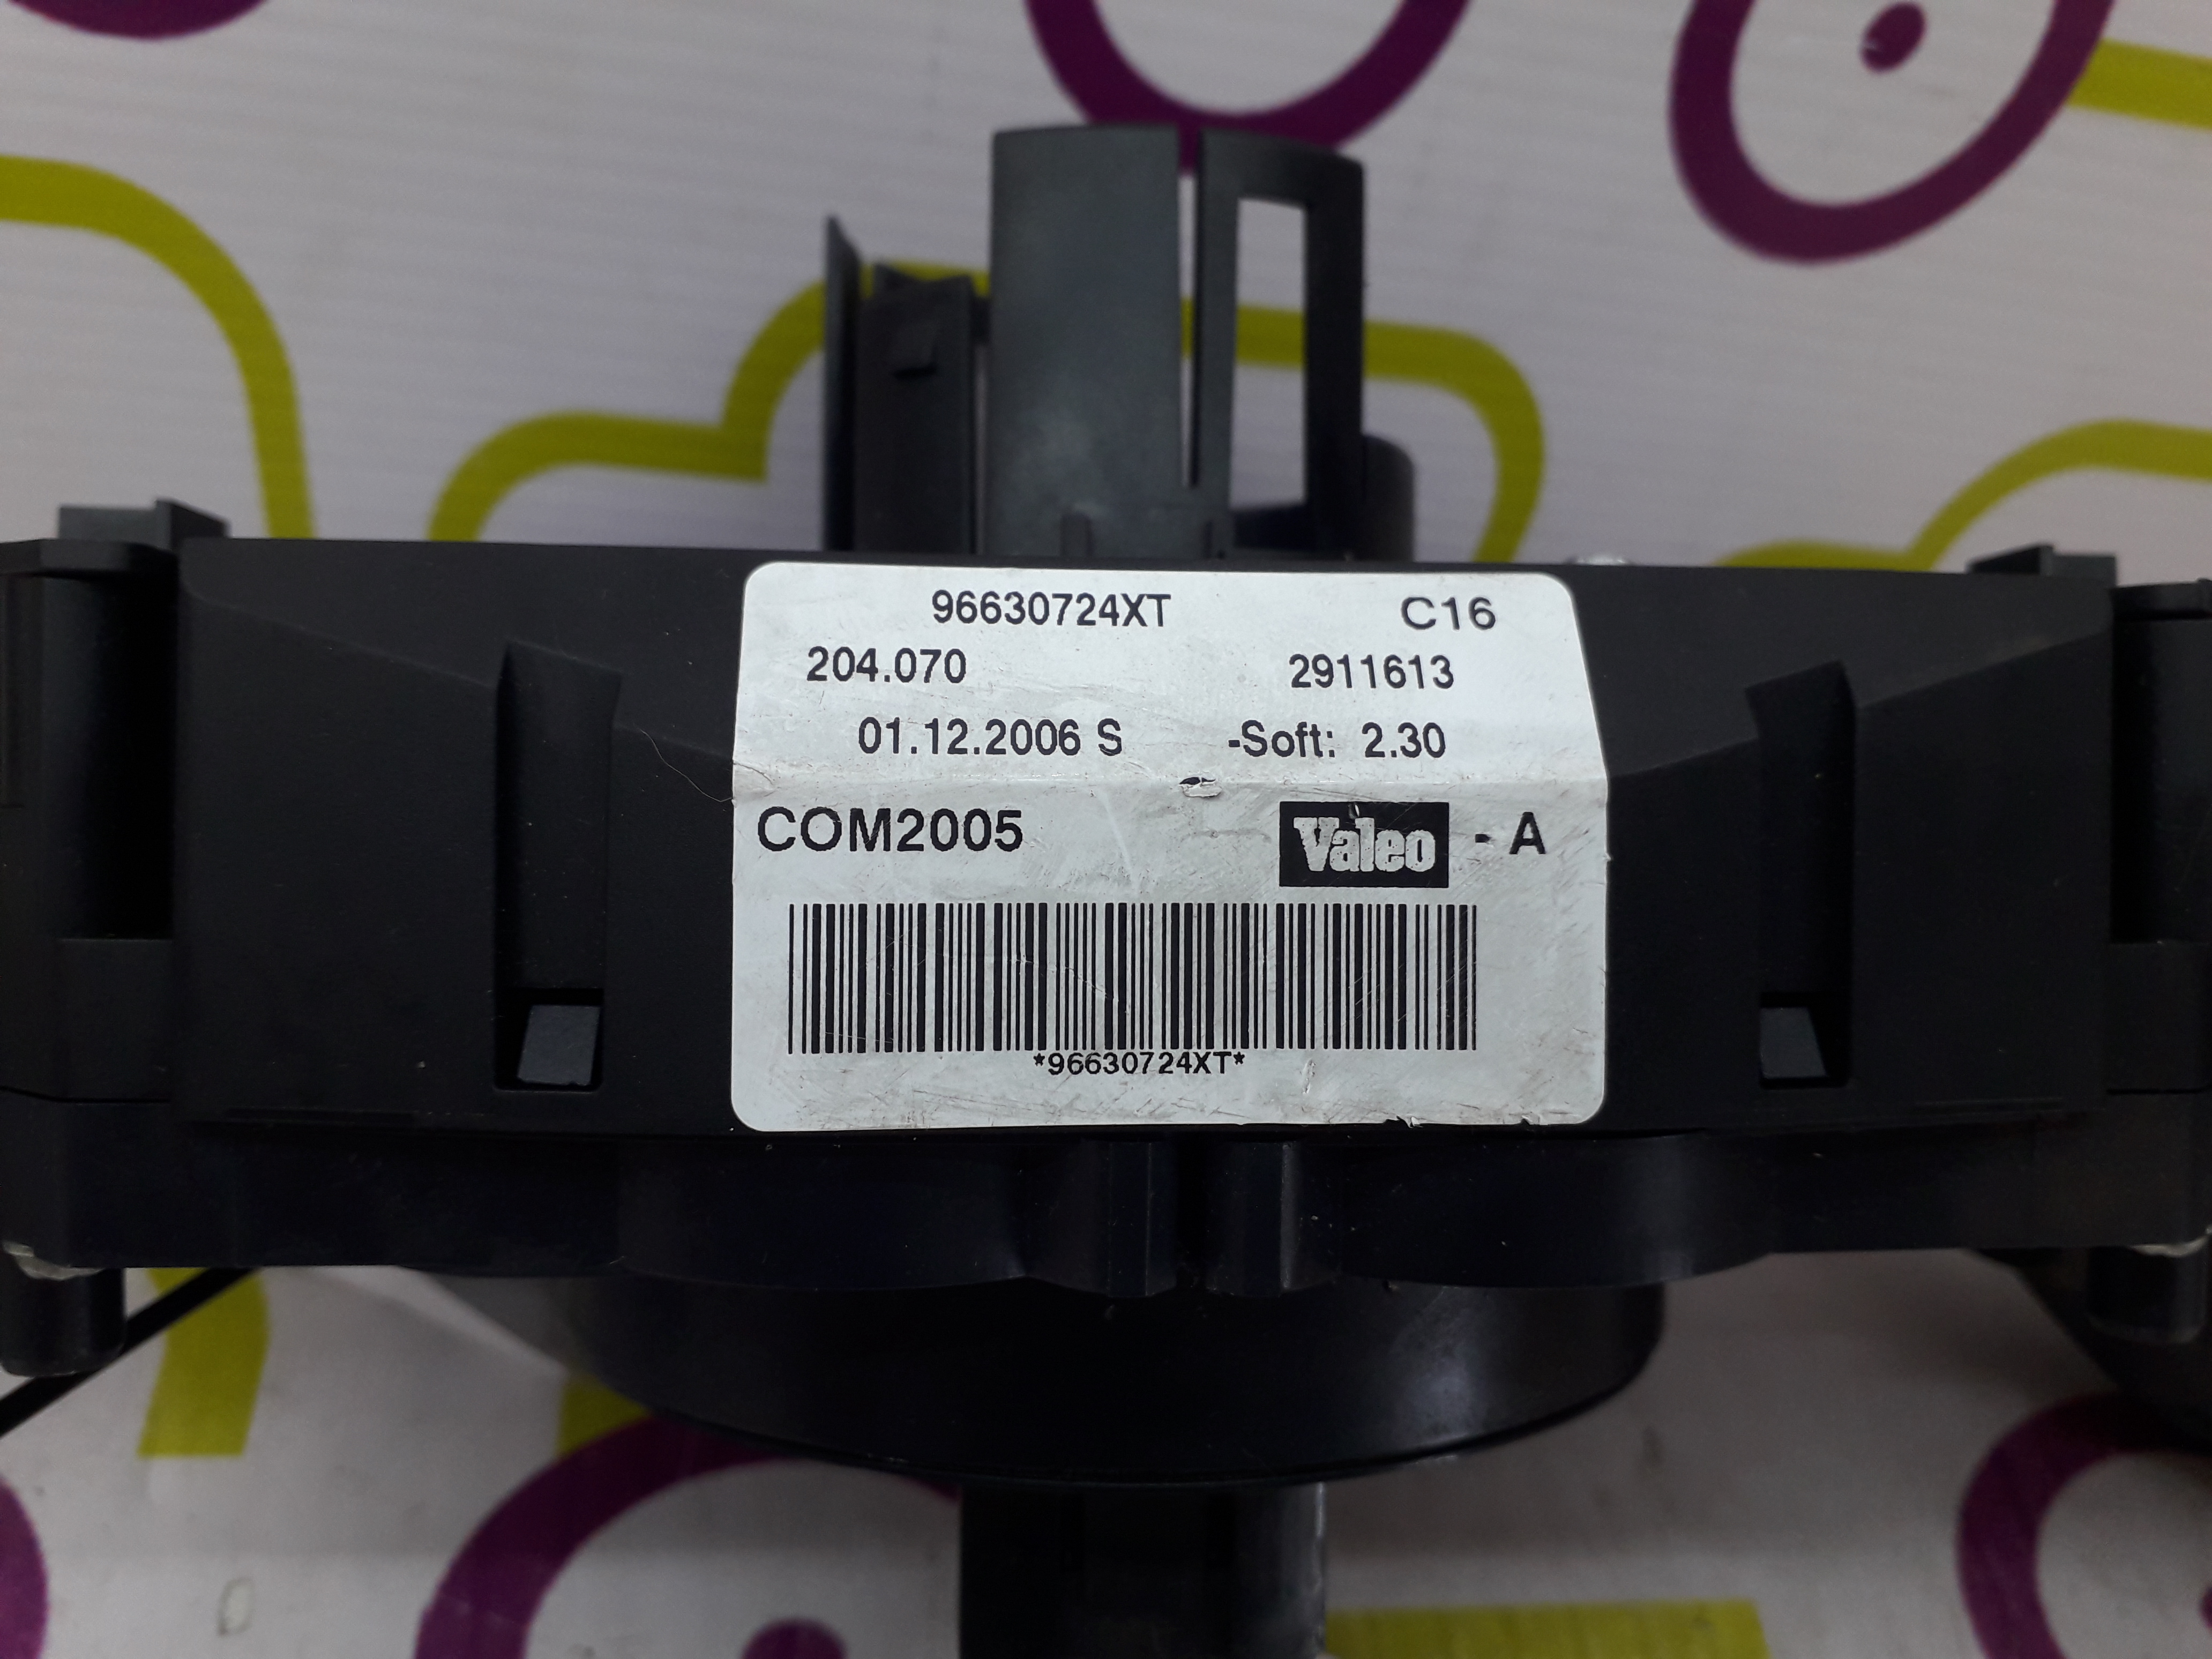 96630724XT C16
204.070 2911613
01.12.2006 S -Soft: 2.30
COM2005 Valeo - A
*96630724XT*